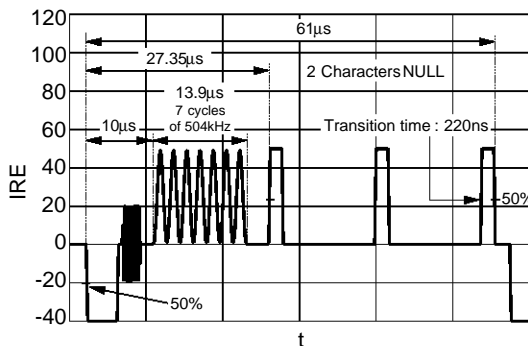 120
61μs
100
27.35μs
80
2 Characters NULL
13.9μs
7 cycles
of 504kHz
10μs
60
Transition time : 220ns
IRE
40
20
50%
0
-20
50%
-40
t